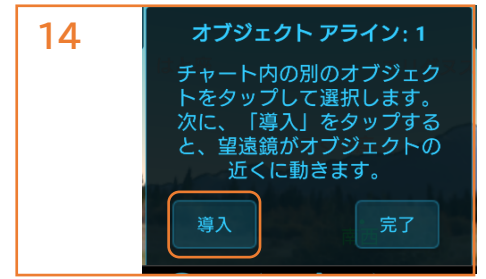 14
オブジェクト アライン: 1
チャート内の別のオブジェク
トをタップして選択します。
次に、「導入」をタップする
と、望遠鏡がオブジェクトの
近くに動きます。
導入
完了